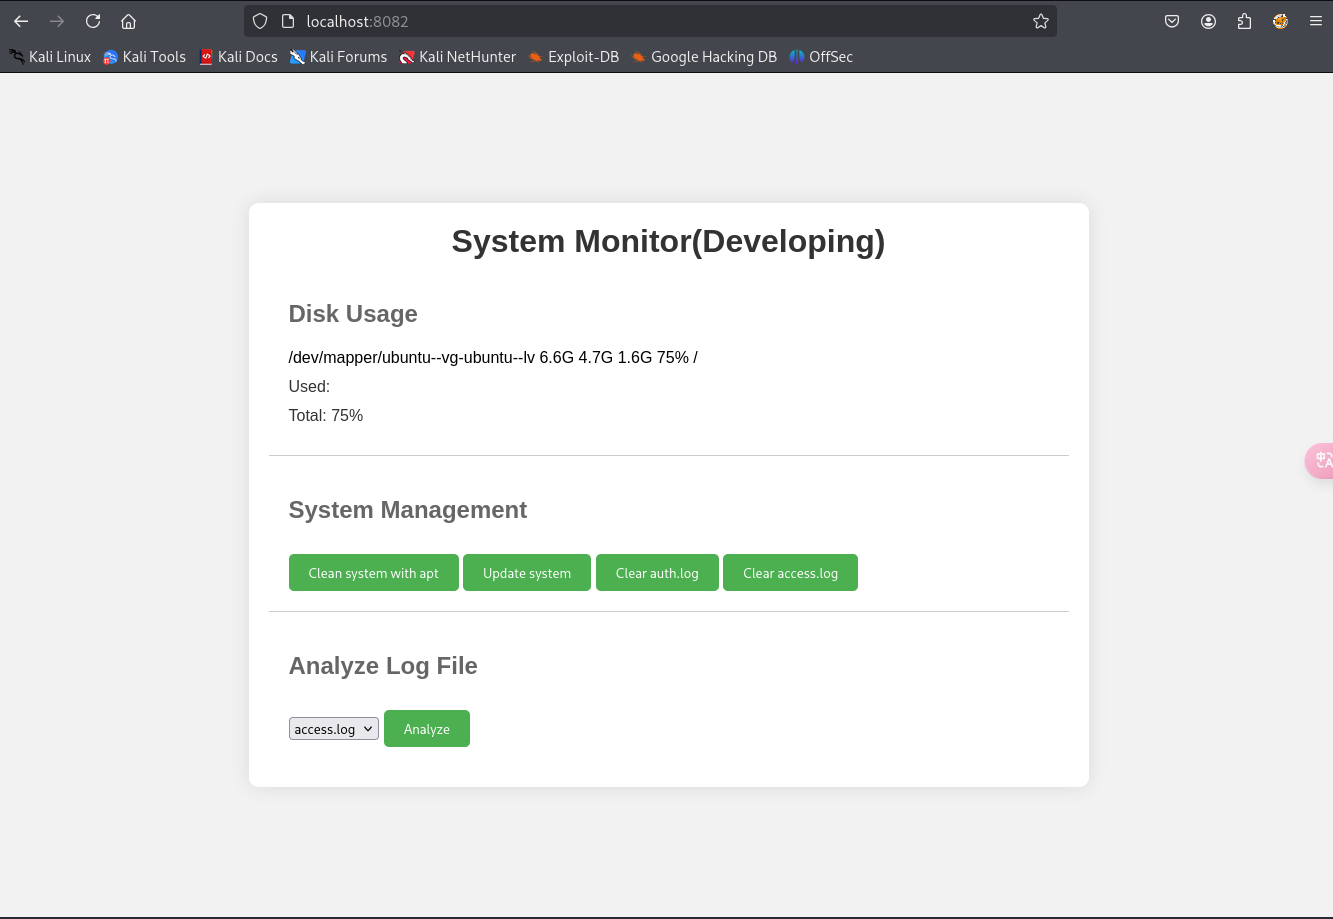 localhost:8082
Kali Linux Kali Tools Kali Docs Kali Forums Kali NetHunter Exploit-DB Google Hacking DB OffSec
System Monitor(Developing)
Disk Usage
/dev/mapper/ubuntu--vg-ubuntu--lv 6.6G 4.7G 1.6G 75% /
Used:
Total: 75%
中A
System Management
Clean system with apt Update system Clear auth.log Clear access.log
Analyze Log File
access.log Analyze